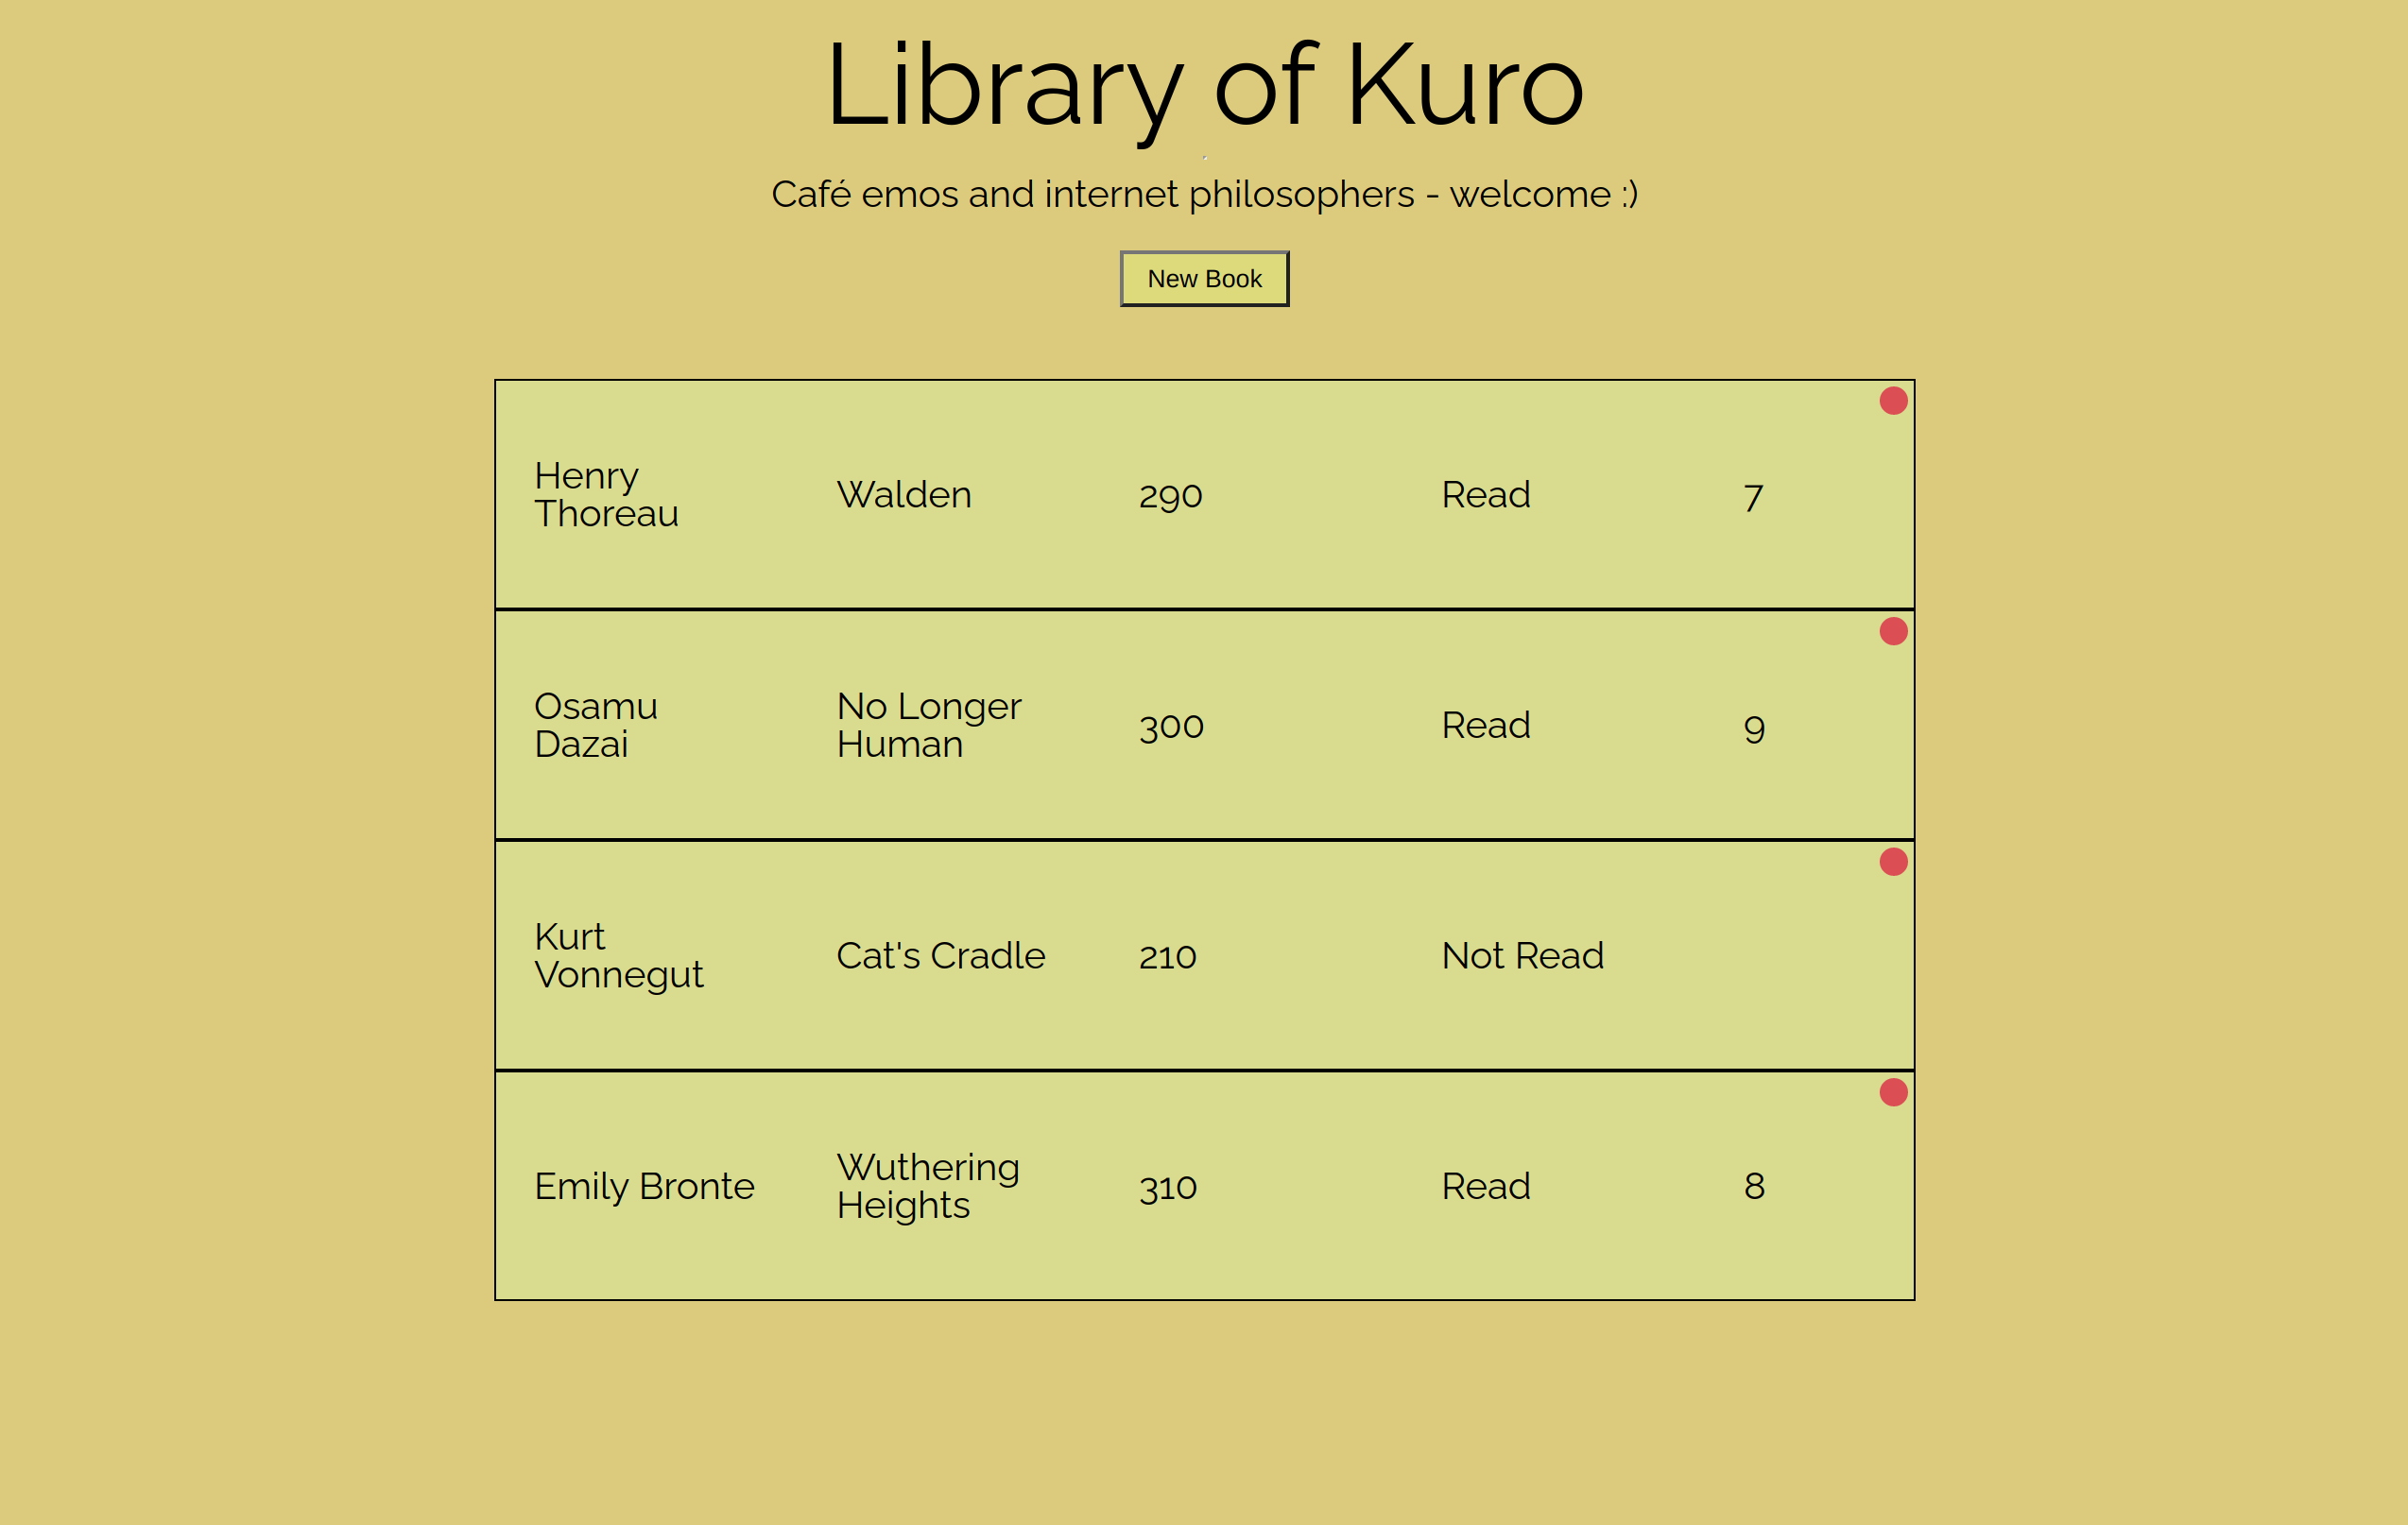 Library of Kuro
Café emos and internet philosophers - welcome :)
New Book
Henry
Thoreau
Walden
290
Read
7
Osamu
Dazai
No Longer
Human
300
Read
9
Kurt
Vonnegut
Cat's Cradle
210
Not Read
Emily Bronte
Wuthering
Heights
310
Read
8